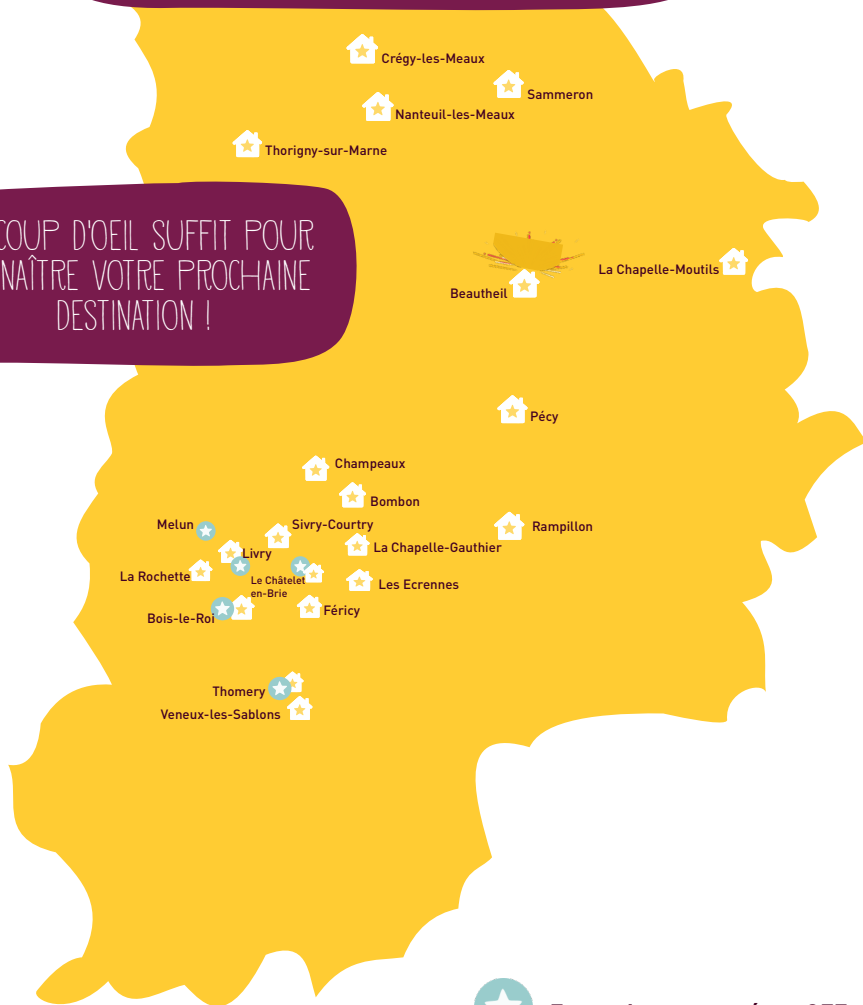 Crégy-les-Meaux
Sammeron
Nanteuil-les-Meaux
Thorigny-sur-Marne
COUP D'OEIL SUFFIT POUR
NAÎTRE VOTRE PROCHAINE
DESTINATION !
La Chapelle-Moutils
Beautheil
Pécy
Champeaux
Bombon
Melun
Sivry-Courtry
Rampillon
La Chapelle-Gauthier
Livry
La Rochette
Le Châtelet
en-Brie
Les Ecrennes
Féricy
Bois-le-Roi
Thomery
Veneux-les-Sablons